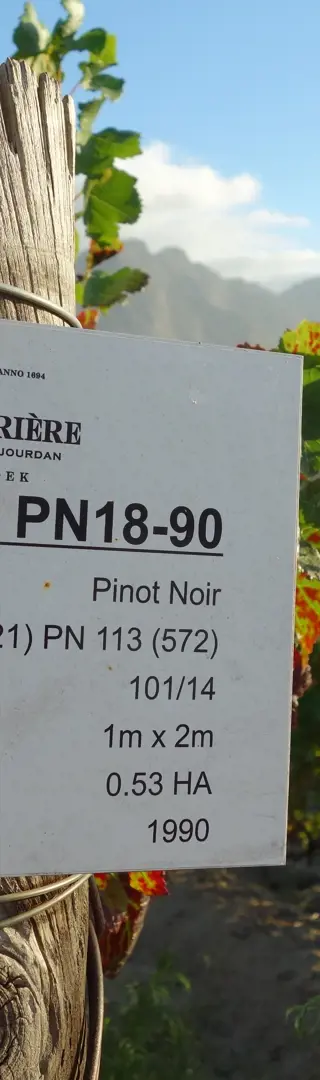 ANNO 1694
RIÈRE
JOURDAN
EK
PN18-90
Pinot Noir
21) PN 113 (572)
101/14
1m x 2m
0.53 HA
1990